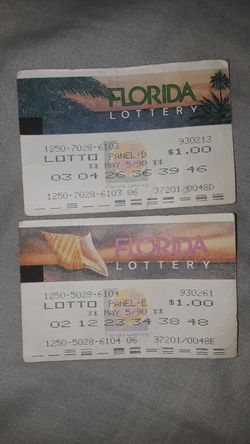 FLORIDA
LOTTERY
1250-7028-6103 930213
LOTTO PANEL-D $1.00
** MAY 5/90 **
03 04 26 36 39 46
1250-7028-6103 06 37201/0048D
FLORIDA
LOTTERY
1250-5028-6104 930261
LOTTO PANEL-E $1.00
** MAY 5/90 **
02 12 23 34 38 48
1250-5028-6104 06 37201/0048E